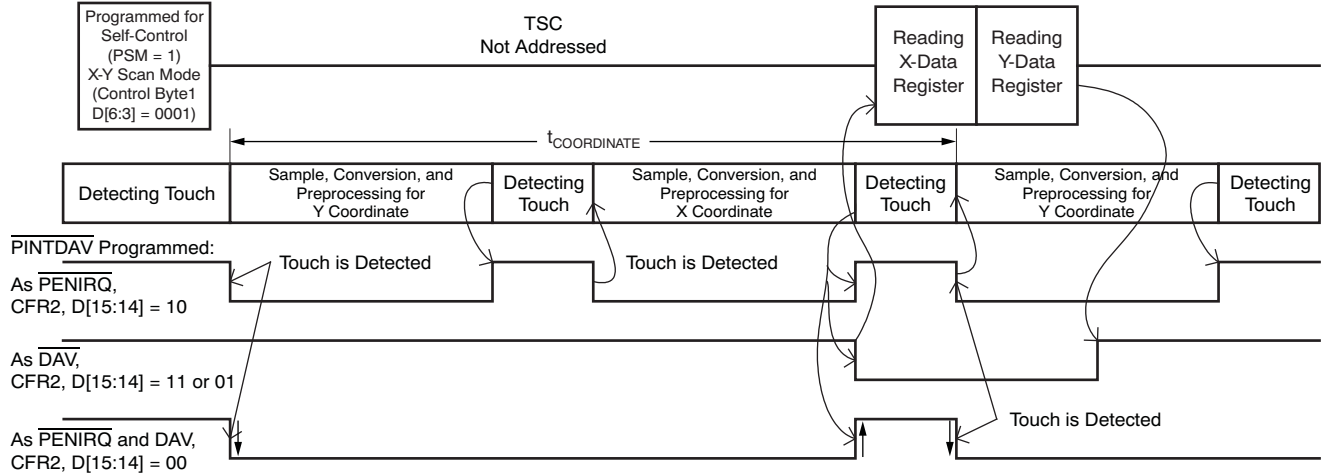 Programmed for
Self-Control
(PSM = 1)
X-Y Scan Mode
(Control Byte1
D[6:3] = 0001)
TSC
Not Addressed
Reading
X-Data
Register
Reading
Y-Data
Register
tCOORDINATE
Detecting Touch
Sample, Conversion, and
Preprocessing for
Y Coordinate
Detecting
Touch
Sample, Conversion, and
Preprocessing for
X Coordinate
Detecting
Touch
Sample, Conversion, and
Preprocessing for
Y Coordinate
Detecting
Touch
PINTDAV Programmed:
Touch is Detected
Touch is Detected
As PENIRQ,
CFR2, D[15:14] = 10
As DAV,
CFR2, D[15:14] = 11 or 01
Touch is Detected
As PENIRQ and DAV,
CFR2, D[15:14] = 00